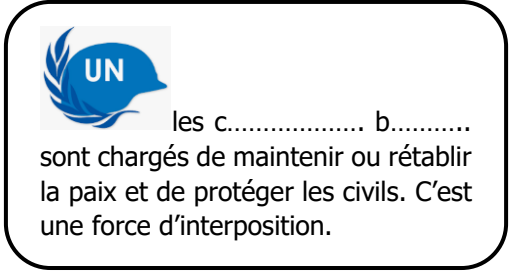 UN
les c………………. b………..
sont chargés de maintenir ou rétablir
la paix et de protéger les civils. C’est
une force d’interposition.